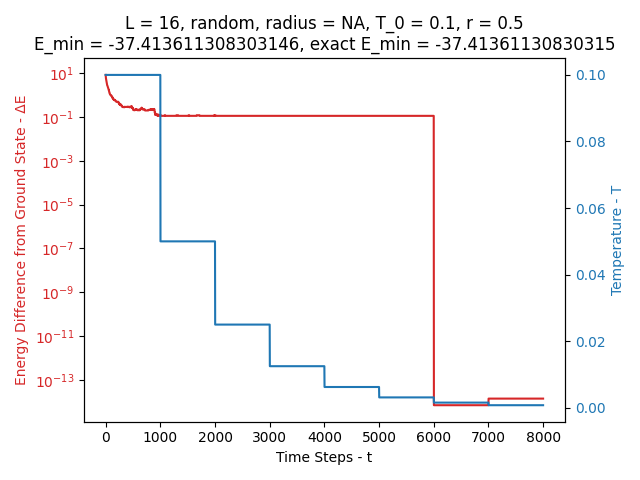 L = 16, random, radius = NA, T_0 = 0.1, r = 0.5
E_min = -37.413611308303146, exact E_min = -37.41361130830315
Energy Difference from Ground State - ΔE
10^1
10^-1
10^-3
10^-5
10^-7
10^-9
10^-11
10^-13
0.10
0.08
0.06
0.04
0.02
0.00
Temperature - T
0 1000 2000 3000 4000 5000 6000 7000 8000
Time Steps - t